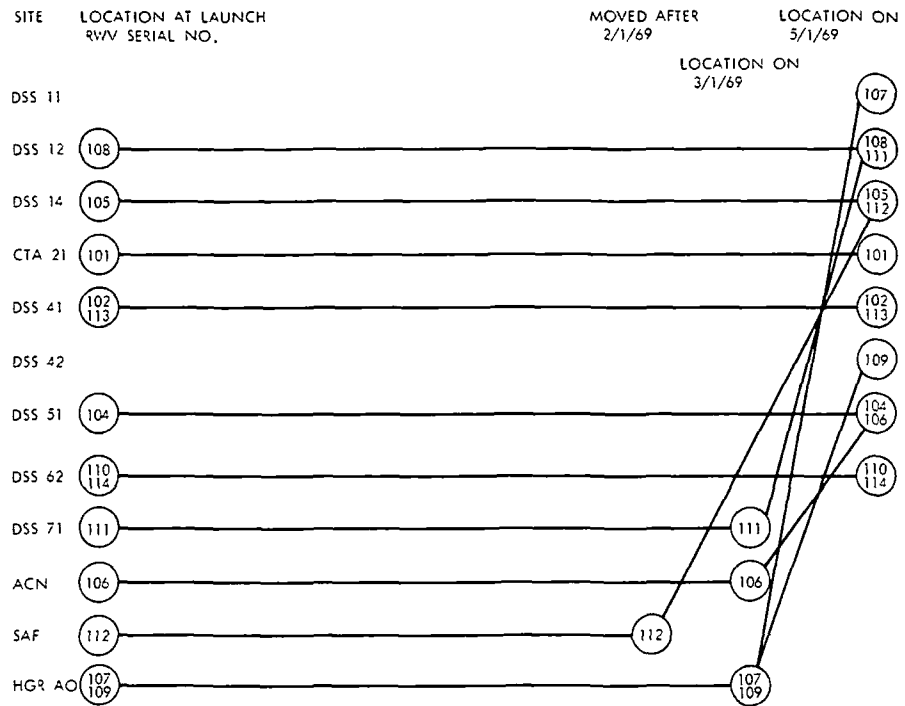 SITE LOCATION AT LAUNCH MOVED AFTER LOCATION ON
RWV SERIAL NO. 2/1/69 5/1/69
LOCATION ON
3/1/69
DSS 11 107
DSS 12 108 108
111
DSS 14 105 105
112
CTA 21 101 101
DSS 41 102 102
113 113
DSS 42 109
DSS 51 104 104
106
DSS 62 110 110
114 114
DSS 71 111 111
ACN 106 106
SAF 112 112
HGR AO 107 107
109 109